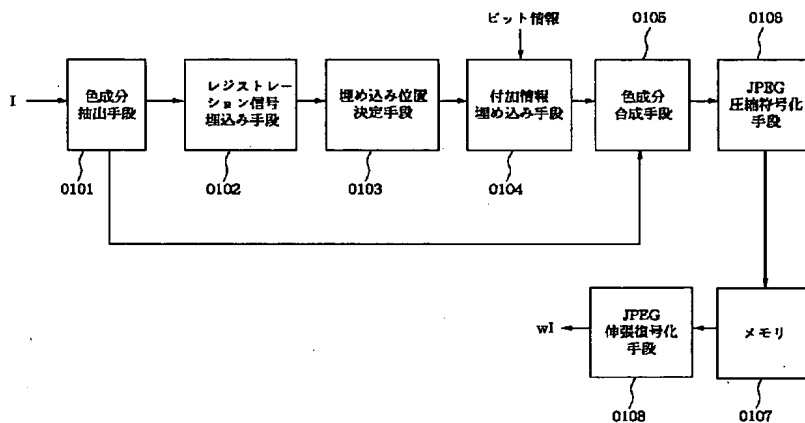 ビット情報
0105
0106
I
色成分
抽出手段
レジストレー
ション信号
埋込み手段
埋め込み位置
決定手段
付加情報
埋め込み手段
色成分
合成手段
JPEG
圧縮符号化
手段
0101
0102
0103
0104
wI
JPEG
伸張復号化
手段
メモリ
0108
0107